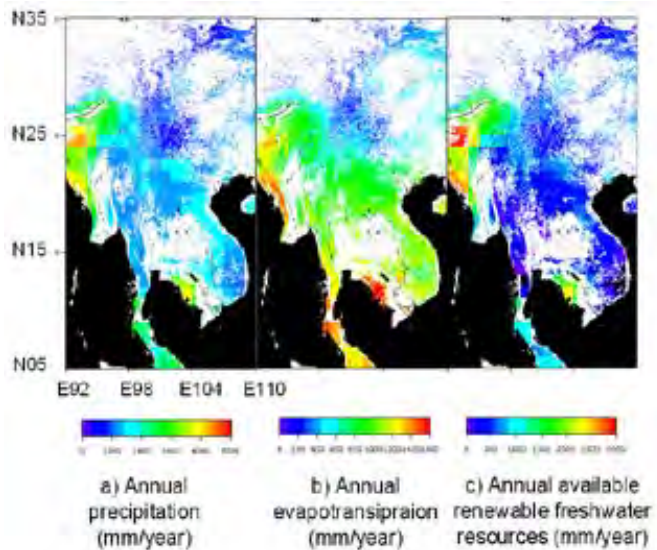 N35
N25
N15
N05
E92 E98 E104 E110
a) Annual
precipitation
(mm/year)
b) Annual
evapotransipraion
(mm/year)
c) Annual available
renewable freshwater
resources (mm/year)